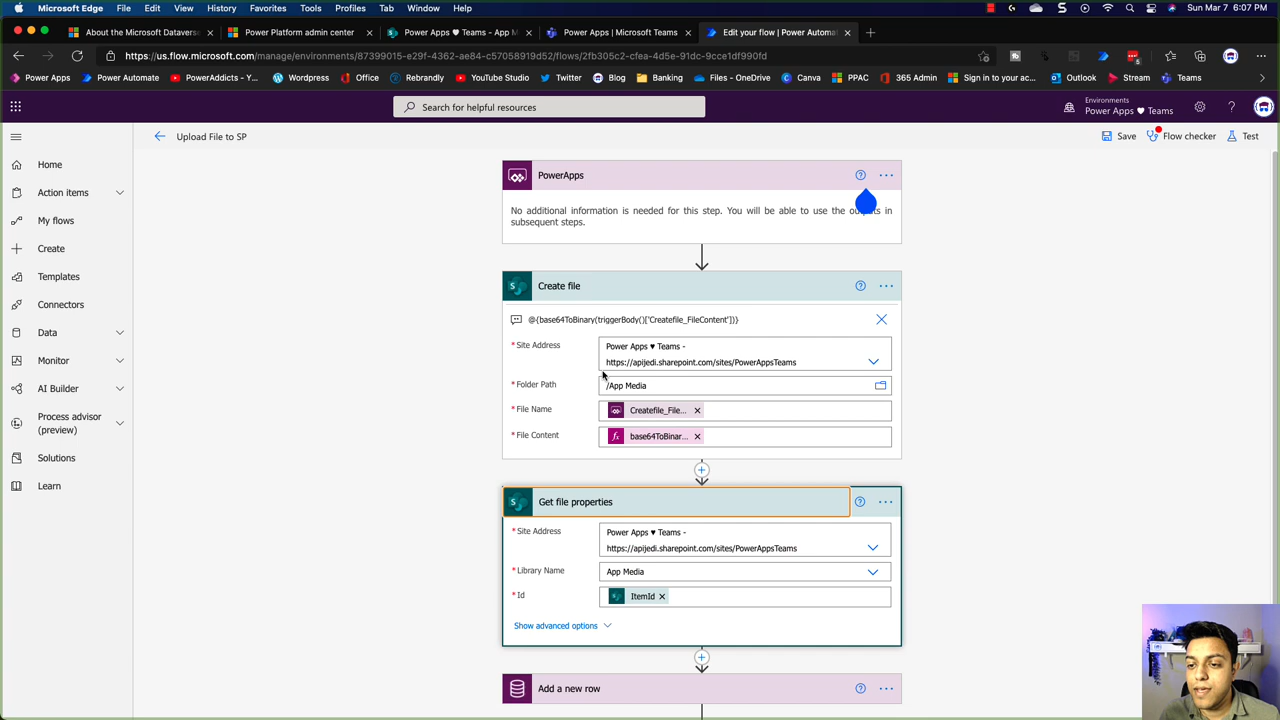 Microsoft Edge File Edit View History Favorites Tools Profiles Tab Window Help Sun Mar 7 6:07 PM
About the Microsoft Dataverse Power Platform admin center Power Apps ♥ Teams - App M Power Apps | Microsoft Teams Edit your flow | Power Automat
https://us.flow.microsoft.com/manage/environments/87399015-e29f-4362-ae84-c57058919d52/flows/2fb305c2-cfea-4d5e-91dc-9cce1df990fd
Power Apps Power Automate PowerAddicts - Y... Wordpress Office Rebrandly YouTube Studio Twitter Blog Banking Files - OneDrive Canva PPAC 365 Admin Sign in to your ac... Outlook Stream Teams
Search for helpful resources
Environments
Power Apps ♥ Teams
Upload File to SP
Save Flow checker Test
Home
Action items
My flows
Create
Templates
Connectors
Data
Monitor
AI Builder
Process advisor
(preview)
Solutions
Learn
PowerApps
No additional information is needed for this step. You will be able to use the outputs in
subsequent steps.
Create file
@{base64ToBinary(triggerBody()['Createfile_FileContent'])}
*Site Address
Power Apps ♥ Teams -
https://apijedi.sharepoint.com/sites/PowerAppsTeams
*Folder Path /App Media
*File Name Createfile_File... ×
*File Content base64ToBinar... ×
Get file properties
*Site Address
Power Apps ♥ Teams -
https://apijedi.sharepoint.com/sites/PowerAppsTeams
*Library Name App Media
*Id ItemId ×
Show advanced options
Add a new row